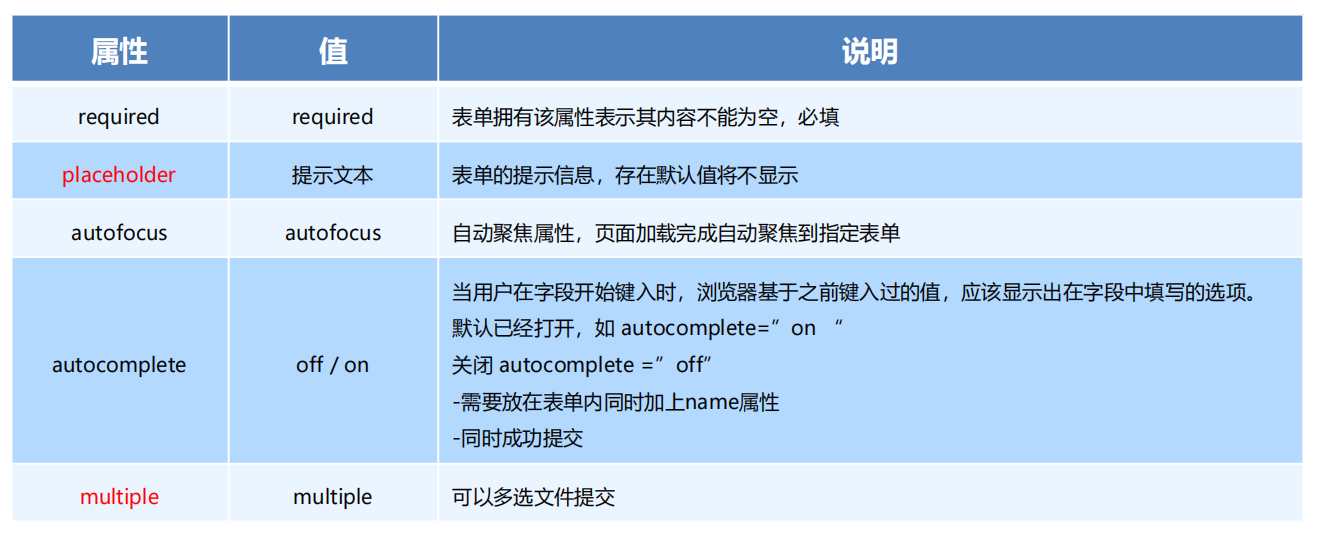 属性 值 说明
required required 表单拥有该属性表示其内容不能为空，必填
placeholder 提示文本 表单的提示信息，存在默认值将不显示
autofocus autofocus 自动聚焦属性，页面加载完成自动聚焦到指定表单
autocomplete off / on 当用户在字段开始键入时，浏览器基于之前键入过的值，应该显示出在字段中填写的选项。
默认已经打开，如 autocomplete=”on “
关闭 autocomplete =”off”
-需要放在表单内同时加上name属性
-同时成功提交
multiple multiple 可以多选文件提交